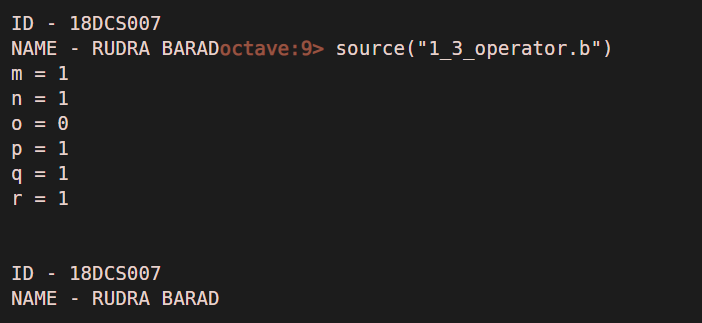 ID - 18DCS007
NAME - RUDRA BARADoctave:9> source("1_3_operator.b")
m = 1
n = 1
o = 0
p = 1
q = 1
r = 1
ID - 18DCS007
NAME - RUDRA BARAD